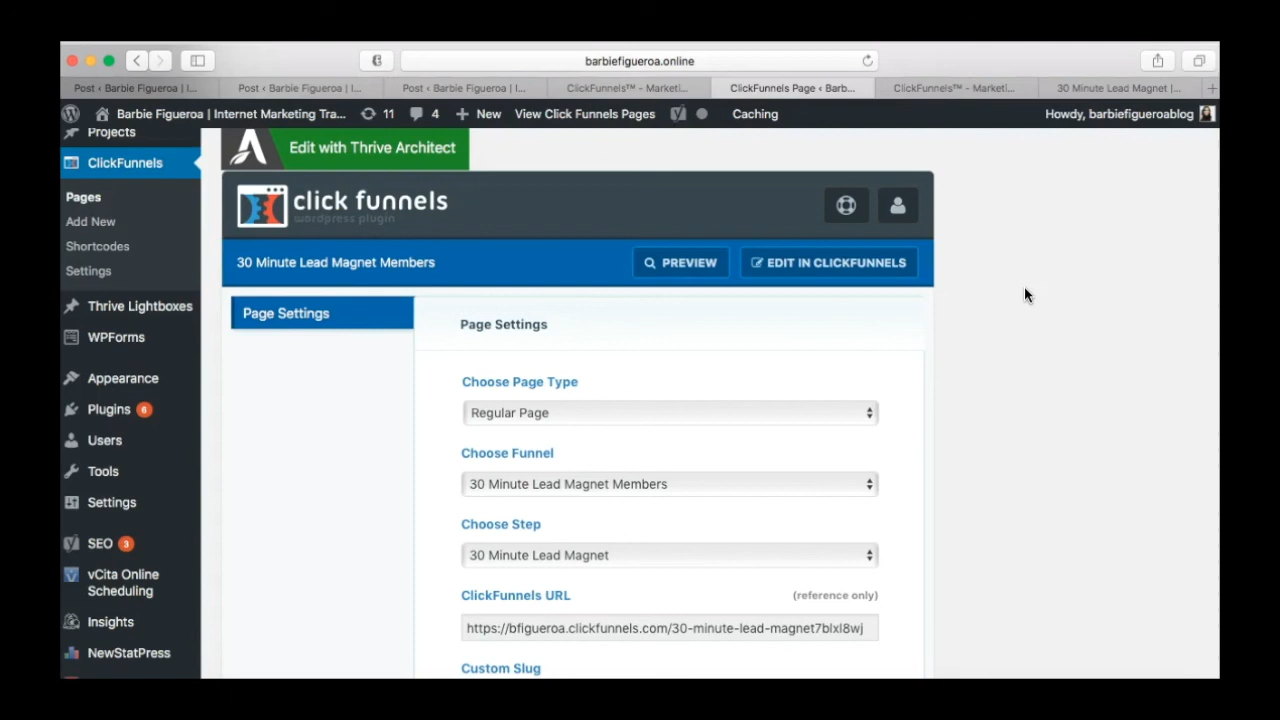 barbiefigueroa.online
Post ‹ Barbie Figueroa | I...
Post ‹ Barbie Figueroa | I...
Post ‹ Barbie Figueroa | I...
ClickFunnels™ - Marketi...
ClickFunnels Page ‹ Barb...
ClickFunnels™ - Marketi...
30 Minute Lead Magnet |...
Barbie Figueroa | Internet Marketing Tra...
11
4
New
View Click Funnels Pages
Caching
Howdy, barbiefigueroablog
Projects
ClickFunnels
Pages
Add New
Shortcodes
Settings
Thrive Lightboxes
WPForms
Appearance
Plugins 6
Users
Tools
Settings
SEO 3
vCita Online
Scheduling
Insights
NewStatPress
Edit with Thrive Architect
click funnels
wordpress plugin
30 Minute Lead Magnet Members
PREVIEW
EDIT IN CLICKFUNNELS
Page Settings
Page Settings
Choose Page Type
Regular Page
Choose Funnel
30 Minute Lead Magnet Members
Choose Step
30 Minute Lead Magnet
ClickFunnels URL
(reference only)
https://bfigueroa.clickfunnels.com/30-minute-lead-magnet7blxl8wj
Custom Slug